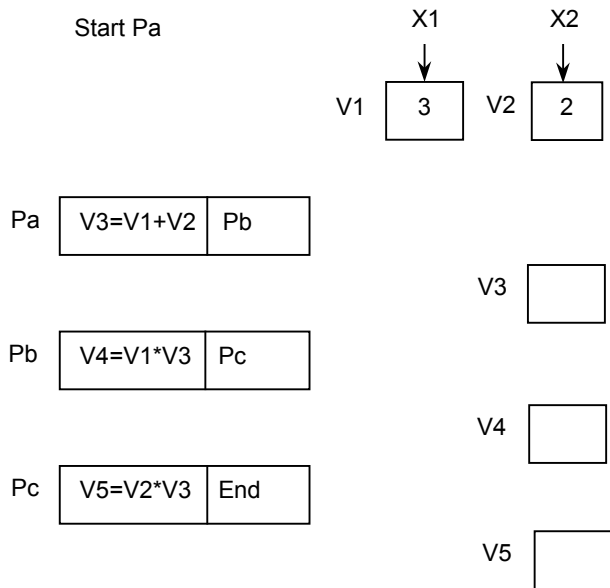 Start Pa
X1 X2
V1 3 V2 2
Pa V3=V1+V2 Pb
V3
Pb V4=V1*V3 Pc
V4
Pc V5=V2*V3 End
V5